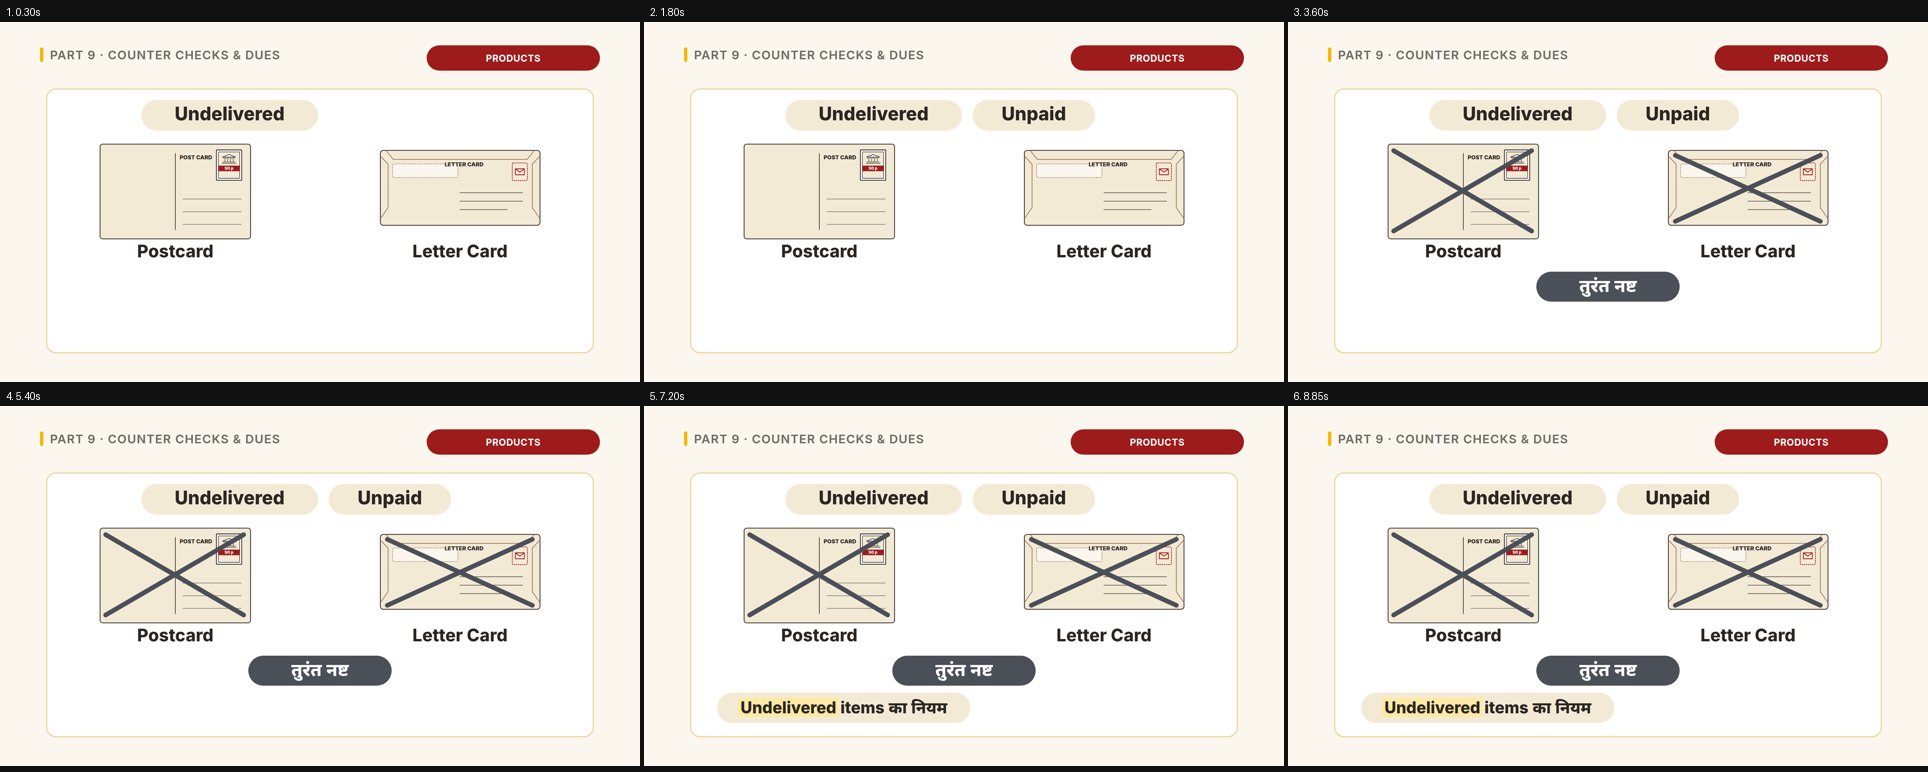 1. 0.30s
PART 9 · COUNTER CHECKS & DUES
PRODUCTS
Undelivered
POST CARD
50 p
LETTER CARD
Postcard
Letter Card
2. 1.80s
PART 9 · COUNTER CHECKS & DUES
PRODUCTS
Undelivered Unpaid
POST CARD
50 p
LETTER CARD
Postcard
Letter Card
3. 3.60s
PART 9 · COUNTER CHECKS & DUES
PRODUCTS
Undelivered Unpaid
POST CARD
50 p
LETTER CARD
Postcard
Letter Card
तुरंत नष्ट
4. 5.40s
PART 9 · COUNTER CHECKS & DUES
PRODUCTS
Undelivered Unpaid
POST CARD
50 p
LETTER CARD
Postcard
Letter Card
तुरंत नष्ट
5. 7.20s
PART 9 · COUNTER CHECKS & DUES
PRODUCTS
Undelivered Unpaid
POST CARD
50 p
LETTER CARD
Postcard
Letter Card
तुरंत नष्ट
Undelivered items का नियम
6. 8.85s
PART 9 · COUNTER CHECKS & DUES
PRODUCTS
Undelivered Unpaid
POST CARD
50 p
LETTER CARD
Postcard
Letter Card
तुरंत नष्ट
Undelivered items का नियम